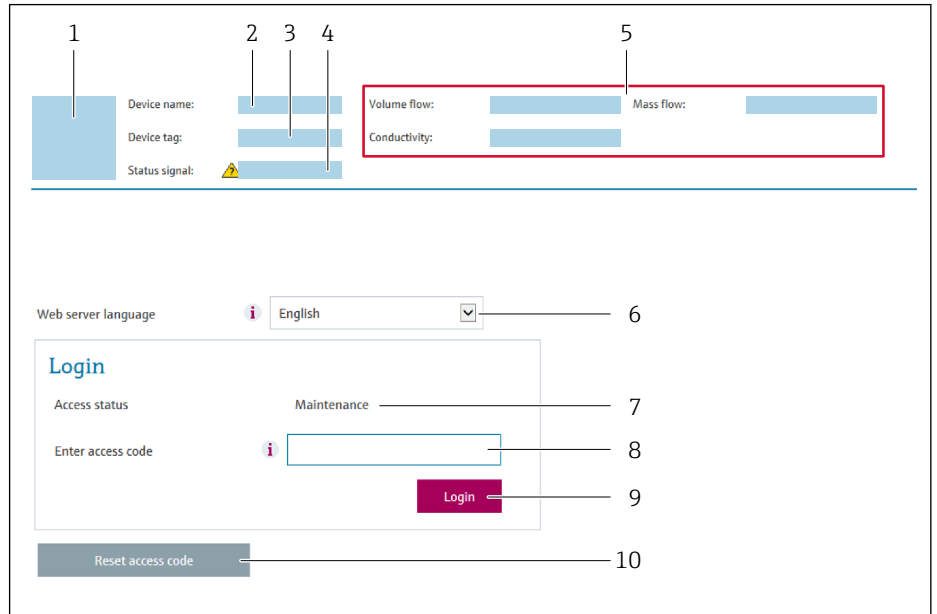 1 2 3 4 5
Device name: Volume flow: Mass flow:
Device tag: Conductivity:
Status signal: ?
Web server language i English 6
Login
Access status Maintenance 7
Enter access code i 8
Login 9
Reset access code 10